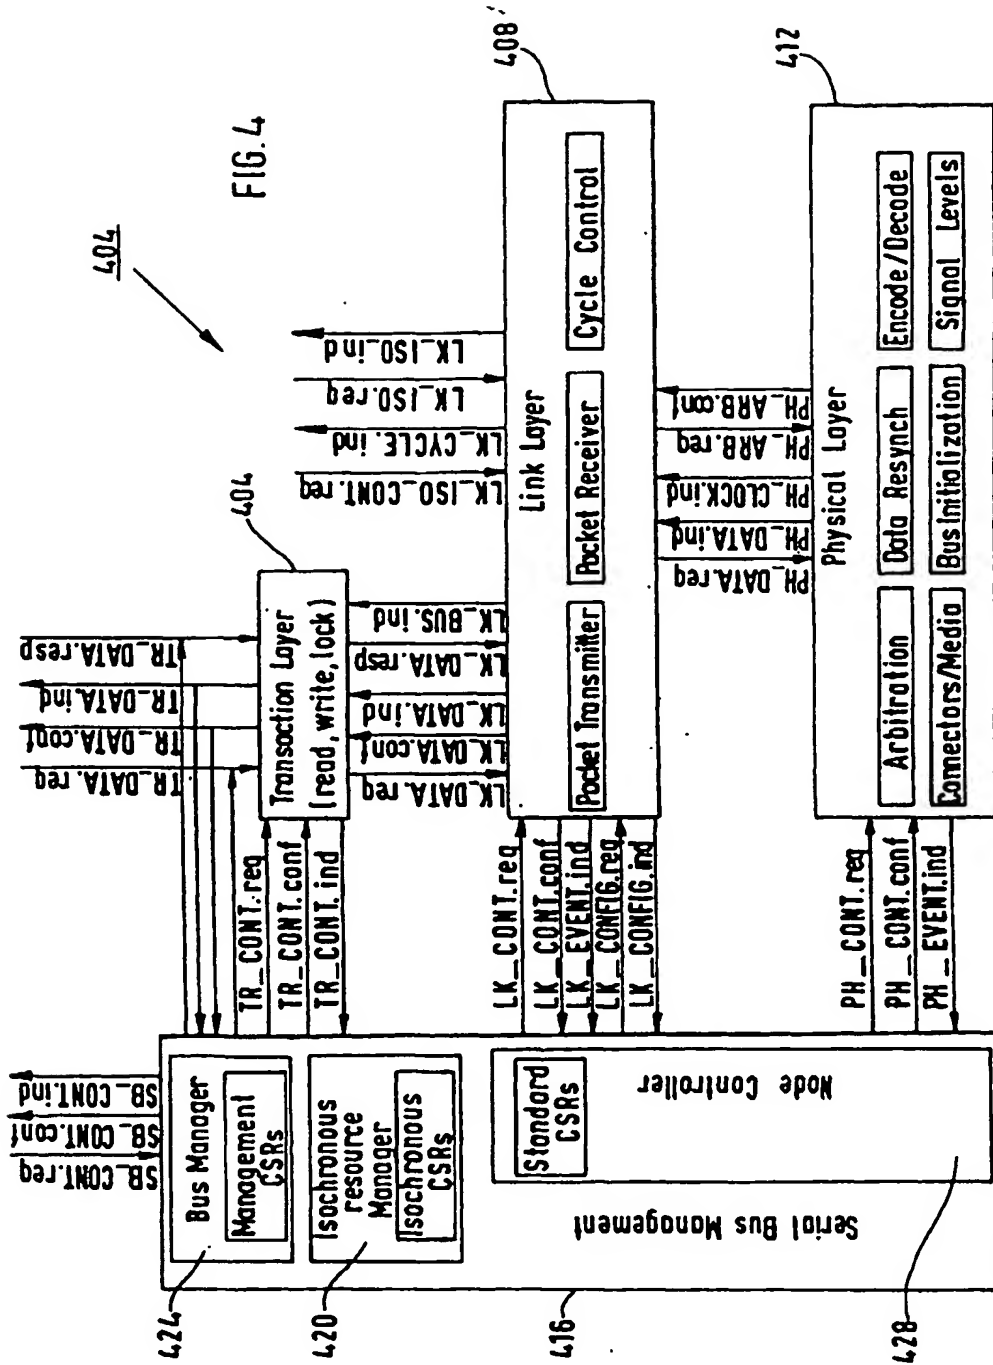 FIG. 4
404
SB_CONT.req
SB_CONT.conf
SB_CONT.ind
TR_DATA.req
TR_DATA.conf
TR_DATA.ind
TR_DATA.resp
424
Bus Manager
Management
CSRs
420
Isochronous
resource
Manager
Isochronous
CSRs
416
Serial Bus Management
Standard
CSRs
Node Controller
428
TR_CONT.req
TR_CONT.conf
TR_CONT.ind
404
Transaction Layer
(read, write, lock)
LK_DATA.req
LK_DATA.conf
LK_DATA.ind
LK_DATA.resp
LK_BUS.ind
LK_ISO_CONT.req
LK_CYCLE.ind
LK_ISO.req
LK_ISO_ind
LK_CONT.req
LK_CONT.conf
LK_EVENT.ind
LK_CONFIG.req
LK_CONFIG.ind
408
Link Layer
Packet Transmitter
Packet Receiver
Cycle Control
PH_DATA.req
PH_DATA.ind
PH_CLOCK.ind
PH_ARB.req
PH_ARB.conf
PH_CONT.req
PH_CONT.conf
PH_EVENT.ind
412
Physical Layer
Arbitration
Data Resynch
Encode/Decode
Connectors/Media
Bus Initialization
Signal Levels